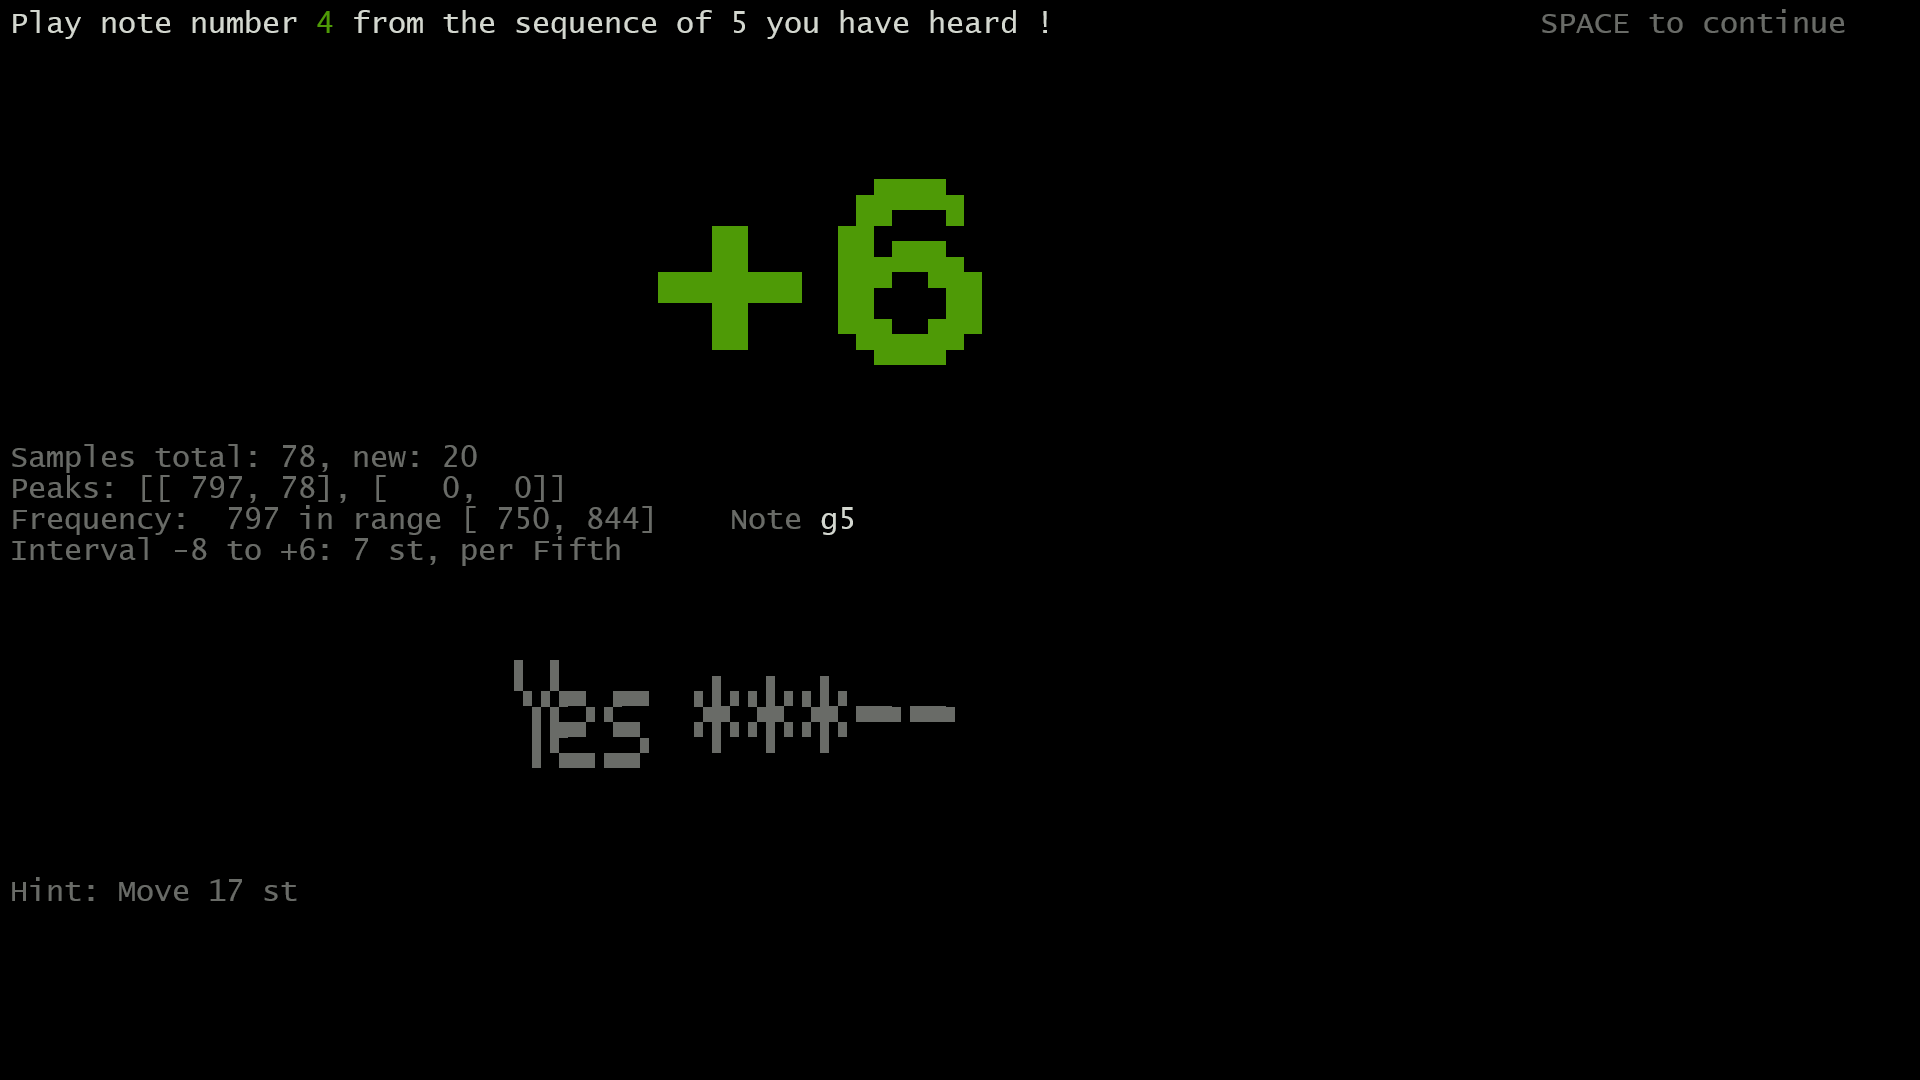 Play note number 4 from the sequence of 5 you have heard ! SPACE to continue
+6
Samples total: 78, new: 20
Peaks: [[ 797, 78], [   0,  0]]
Frequency:  797 in range [ 750, 844]    Note g5
Interval -8 to +6: 7 st, per Fifth
Yes ***--
Hint: Move 17 st